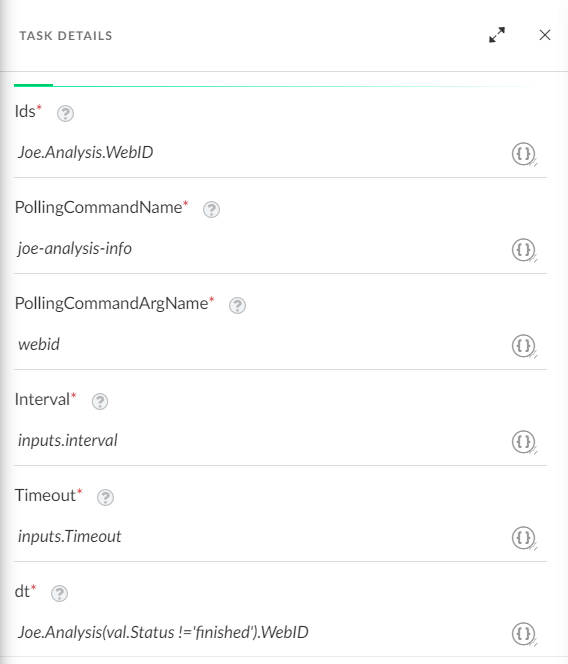 TASK DETAILS
Ids*
Joe.Analysis.WebID
PollingCommandName*
joe-analysis-info
PollingCommandArgName*
webid
Interval*
inputs.interval
Timeout*
inputs.Timeout
dt*
Joe.Analysis(val.Status !='finished').WebID